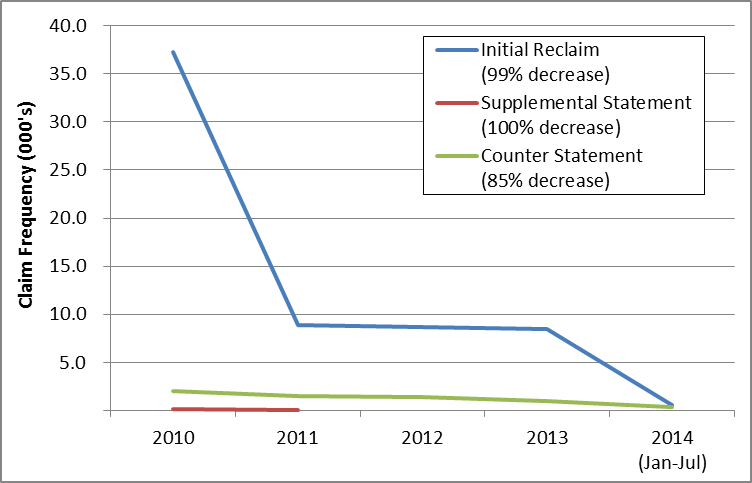 40.0
35.0
30.0
25.0
20.0
15.0
10.0
5.0
Claim Frequency (000's)
Initial Reclaim
(99% decrease)
Supplemental Statement
(100% decrease)
Counter Statement
(85% decrease)
2010 2011 2012 2013 2014
(Jan-Jul)